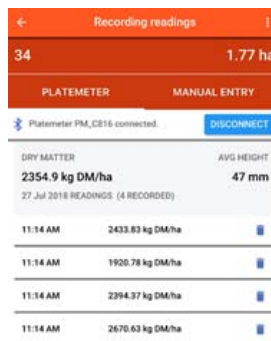 Recording readings
34 1.77 ha
PLATEMETER MANUAL ENTRY
Platemeter PM_C816 connected. DISCONNECT
DRY MATTER AVG HEIGHT
2354.9 kg DM/ha 47 mm
27 Jul 2018 READINGS (4 RECORDED)
11:14 AM 2433.83 kg DM/ha
11:14 AM 1920.78 kg DM/ha
11:14 AM 2394.37 kg DM/ha
11:14 AM 2670.63 kg DM/ha